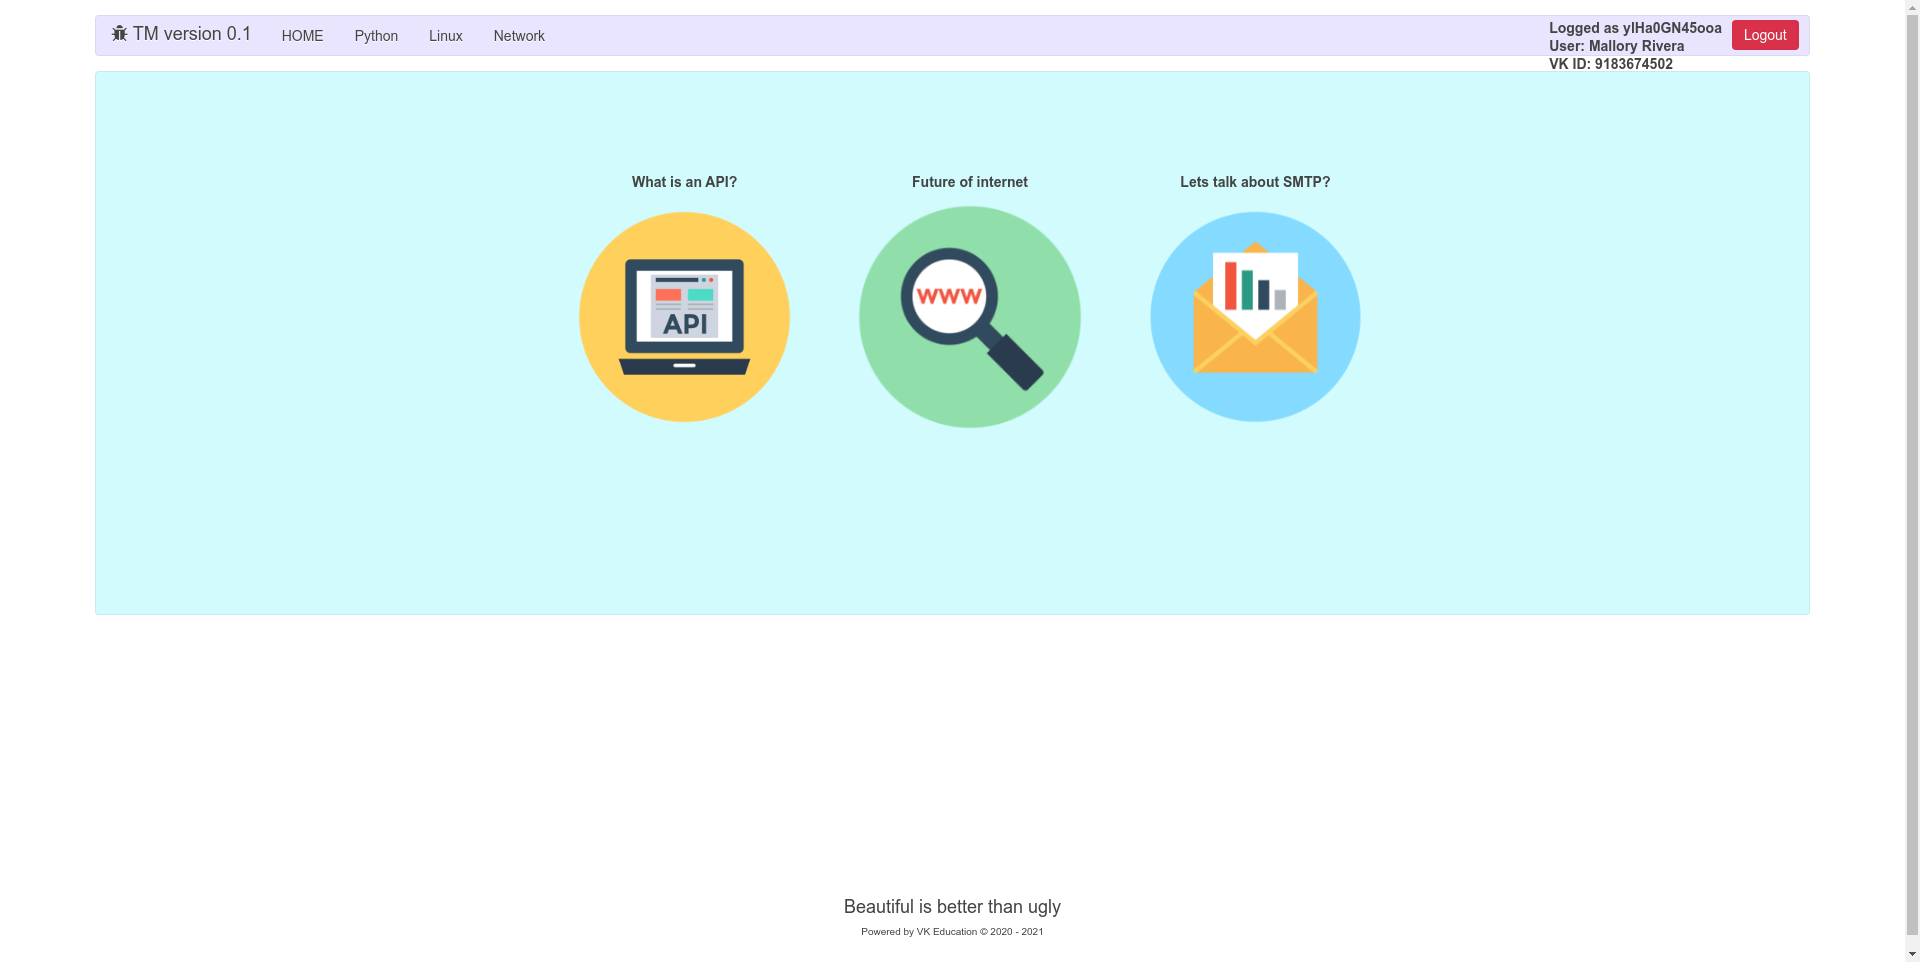 TM version 0.1 HOME Python Linux Network
Logged as ylHa0GN45ooa
User: Mallory Rivera
VK ID: 9183674502
Logout
What is an API?
Future of internet
Lets talk about SMTP?
API
WWW
Beautiful is better than ugly
Powered by VK Education © 2020 - 2021